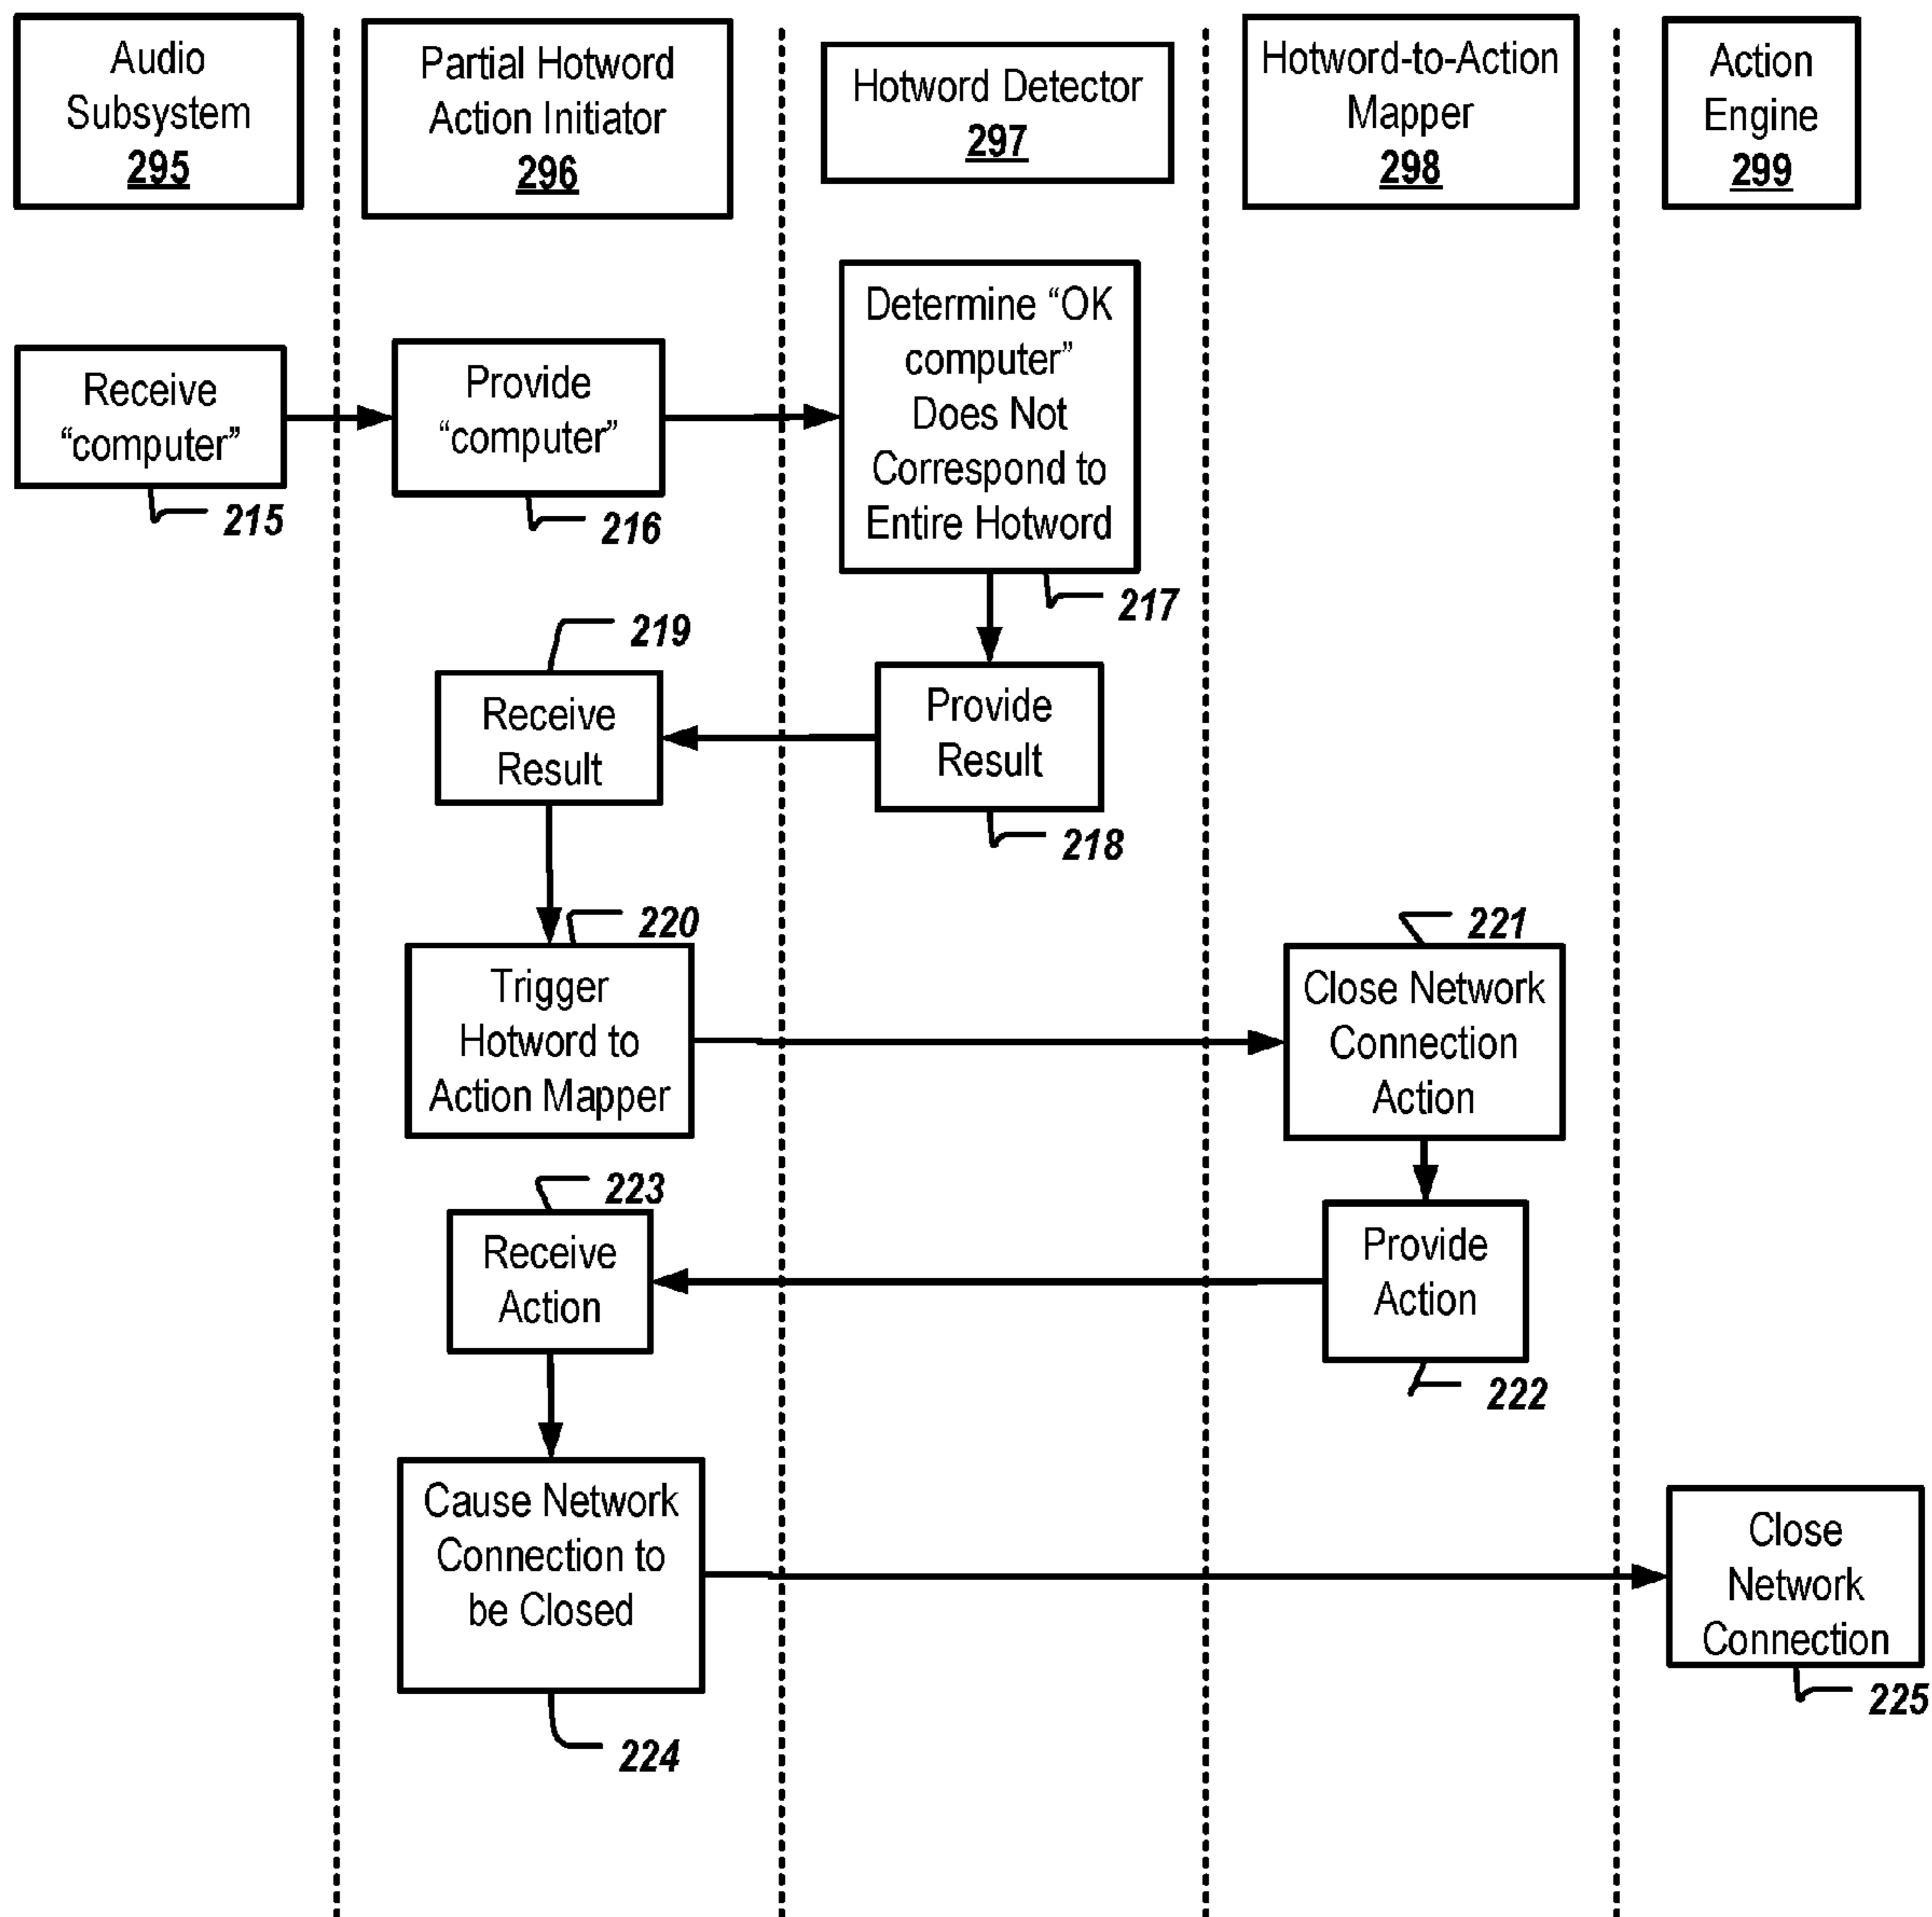 Audio
Subsystem
295
Partial Hotword
Action Initiator
296
Hotword Detector
297
Hotword-to-Action
Mapper
298
Action
Engine
299
Receive
“computer”
215
Provide
“computer”
216
Determine “OK
computer”
Does Not
Correspond to
Entire Hotword
217
Provide
Result
218
219
Receive
Result
220
Trigger
Hotword to
Action Mapper
221
Close Network
Connection
Action
Provide
Action
222
223
Receive
Action
Cause Network
Connection to
be Closed
224
Close
Network
Connection
225